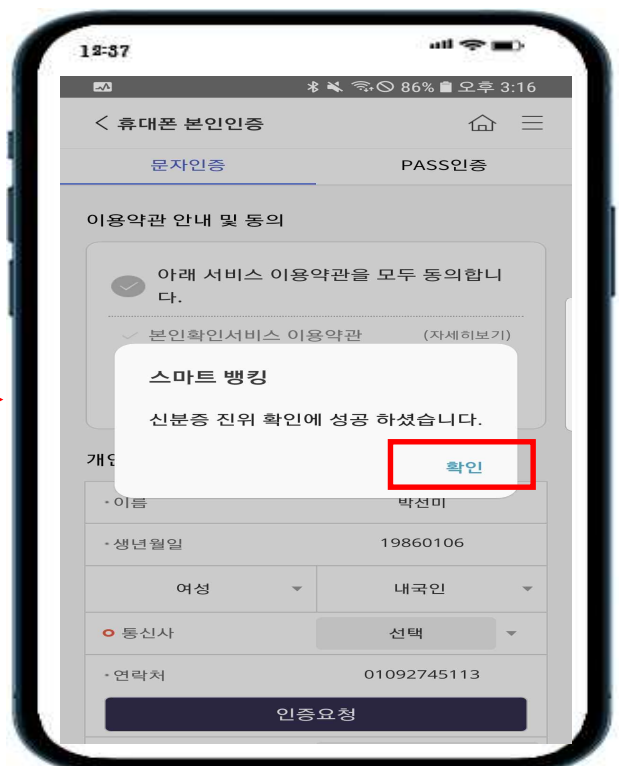 12:37
86% 오후 3:16
< 휴대폰 본인인증
문자인증 PASS인증
이용약관 안내 및 동의
아래 서비스 이용약관을 모두 동의합니
다.
본인확인서비스 이용약관 (자세히보기)
스마트 뱅킹
신분증 진위 확인에 성공 하셨습니다.
확인
•이름 박선미
•생년월일 19860106
여성 내국인
통신사 선택
•연락처 01092745113
인증요청